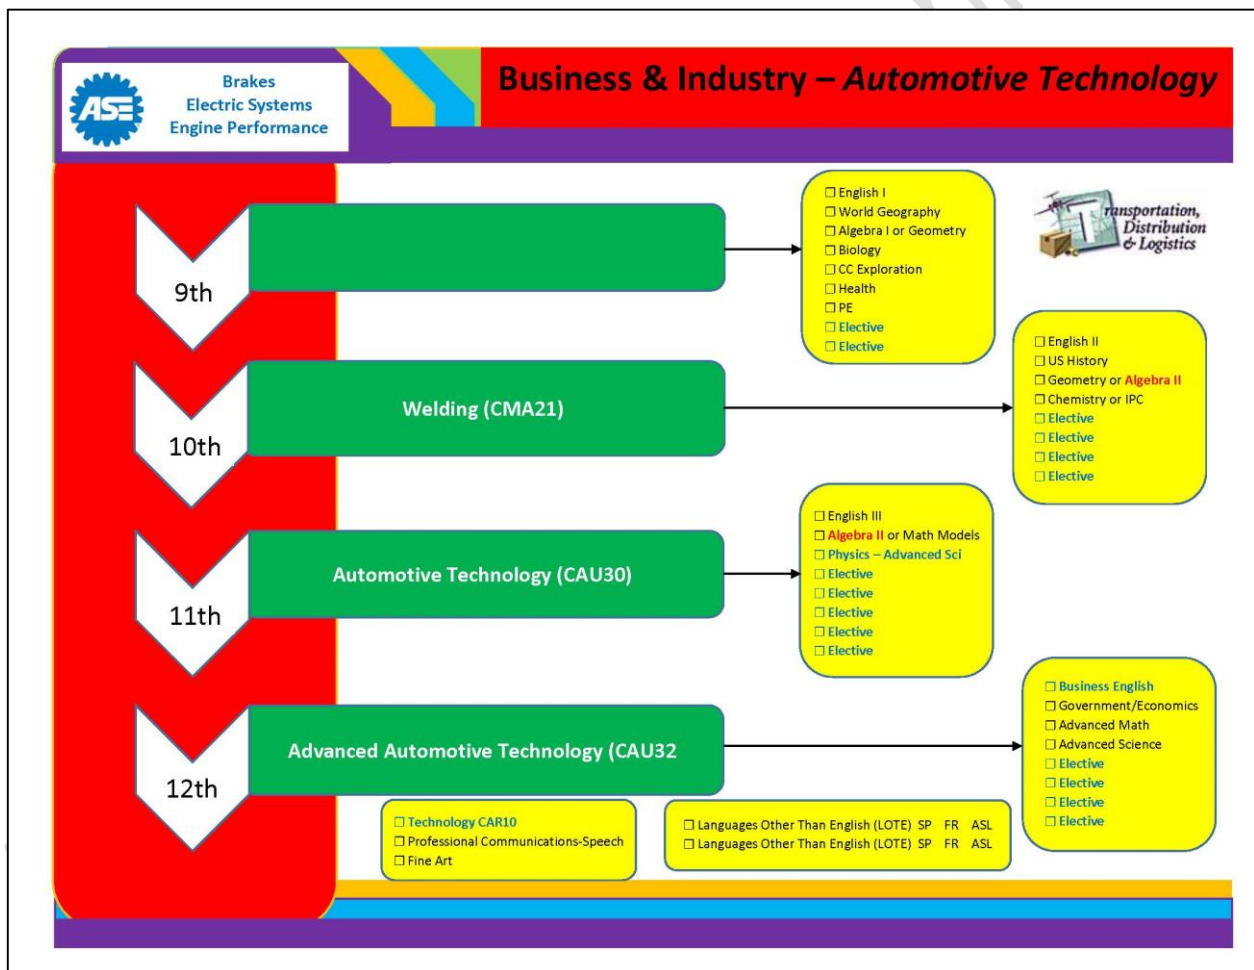 Business & Industry – Automotive Technology
ASE
Brakes
Electric Systems
Engine Performance
Transportation,
Distribution
& Logistics
9th
☐ English I
☐ World Geography
☐ Algebra I or Geometry
☐ Biology
☐ CC Exploration
☐ Health
☐ PE
☐ Elective
☐ Elective
10th
Welding (CMA21)
☐ English II
☐ US History
☐ Geometry or Algebra II
☐ Chemistry or IPC
☐ Elective
☐ Elective
☐ Elective
☐ Elective
11th
Automotive Technology (CAU30)
☐ English III
☐ Algebra II or Math Models
☐ Physics – Advanced Sci
☐ Elective
☐ Elective
☐ Elective
☐ Elective
☐ Elective
12th
Advanced Automotive Technology (CAU32
☐ Business English
☐ Government/Economics
☐ Advanced Math
☐ Advanced Science
☐ Elective
☐ Elective
☐ Elective
☐ Elective
☐ Technology CAR10
☐ Professional Communications-Speech
☐ Fine Art
☐ Languages Other Than English (LOTE) SP FR ASL
☐ Languages Other Than English (LOTE) SP FR ASL